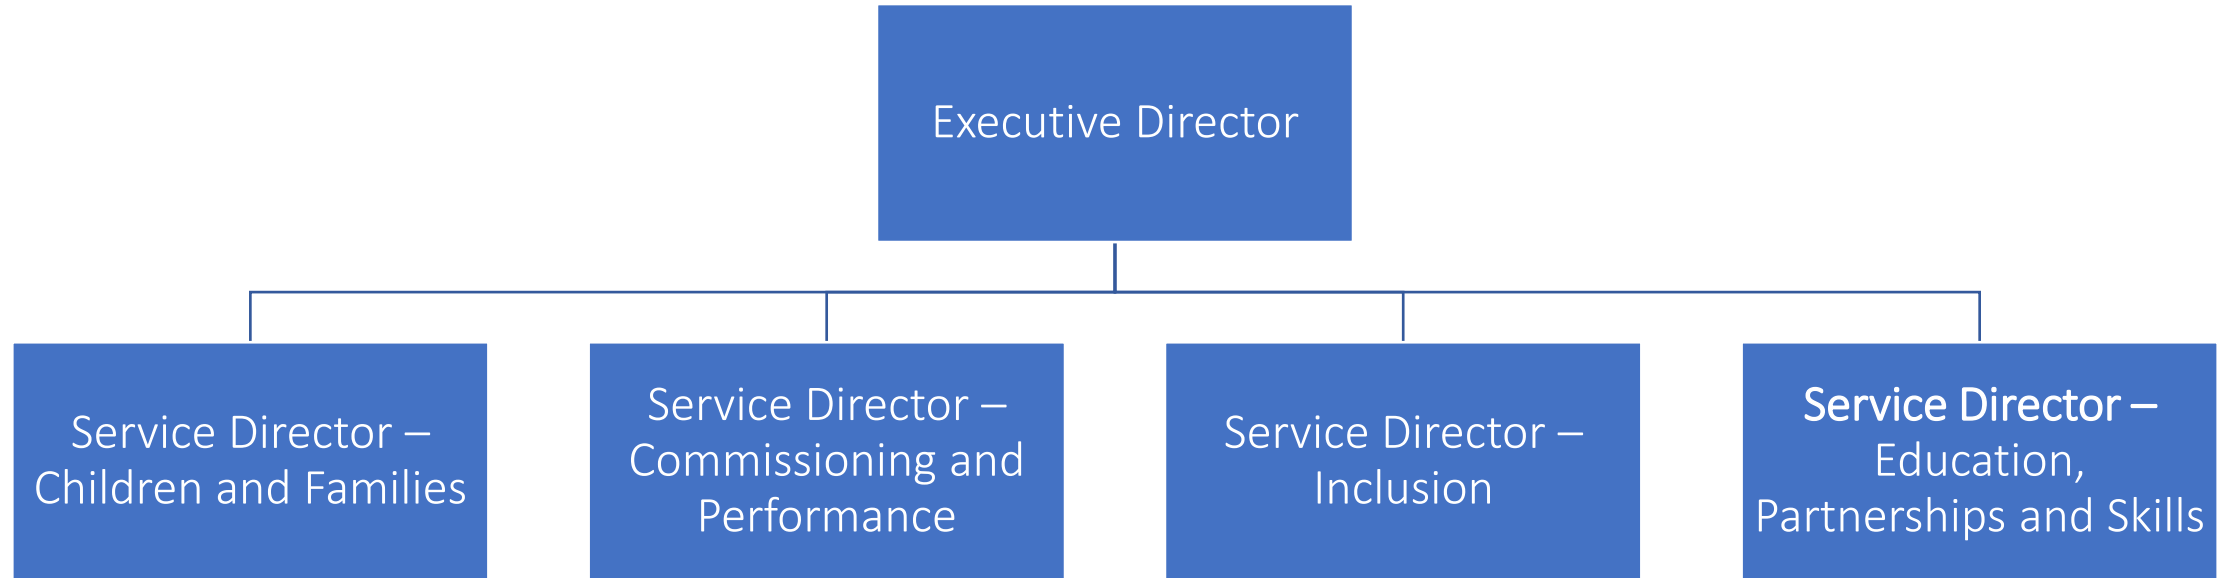 Executive Director
Service Director –
Children and Families
Service Director –
Commissioning and
Performance
Service Director –
Inclusion
Service Director –
Education,
Partnerships and Skills